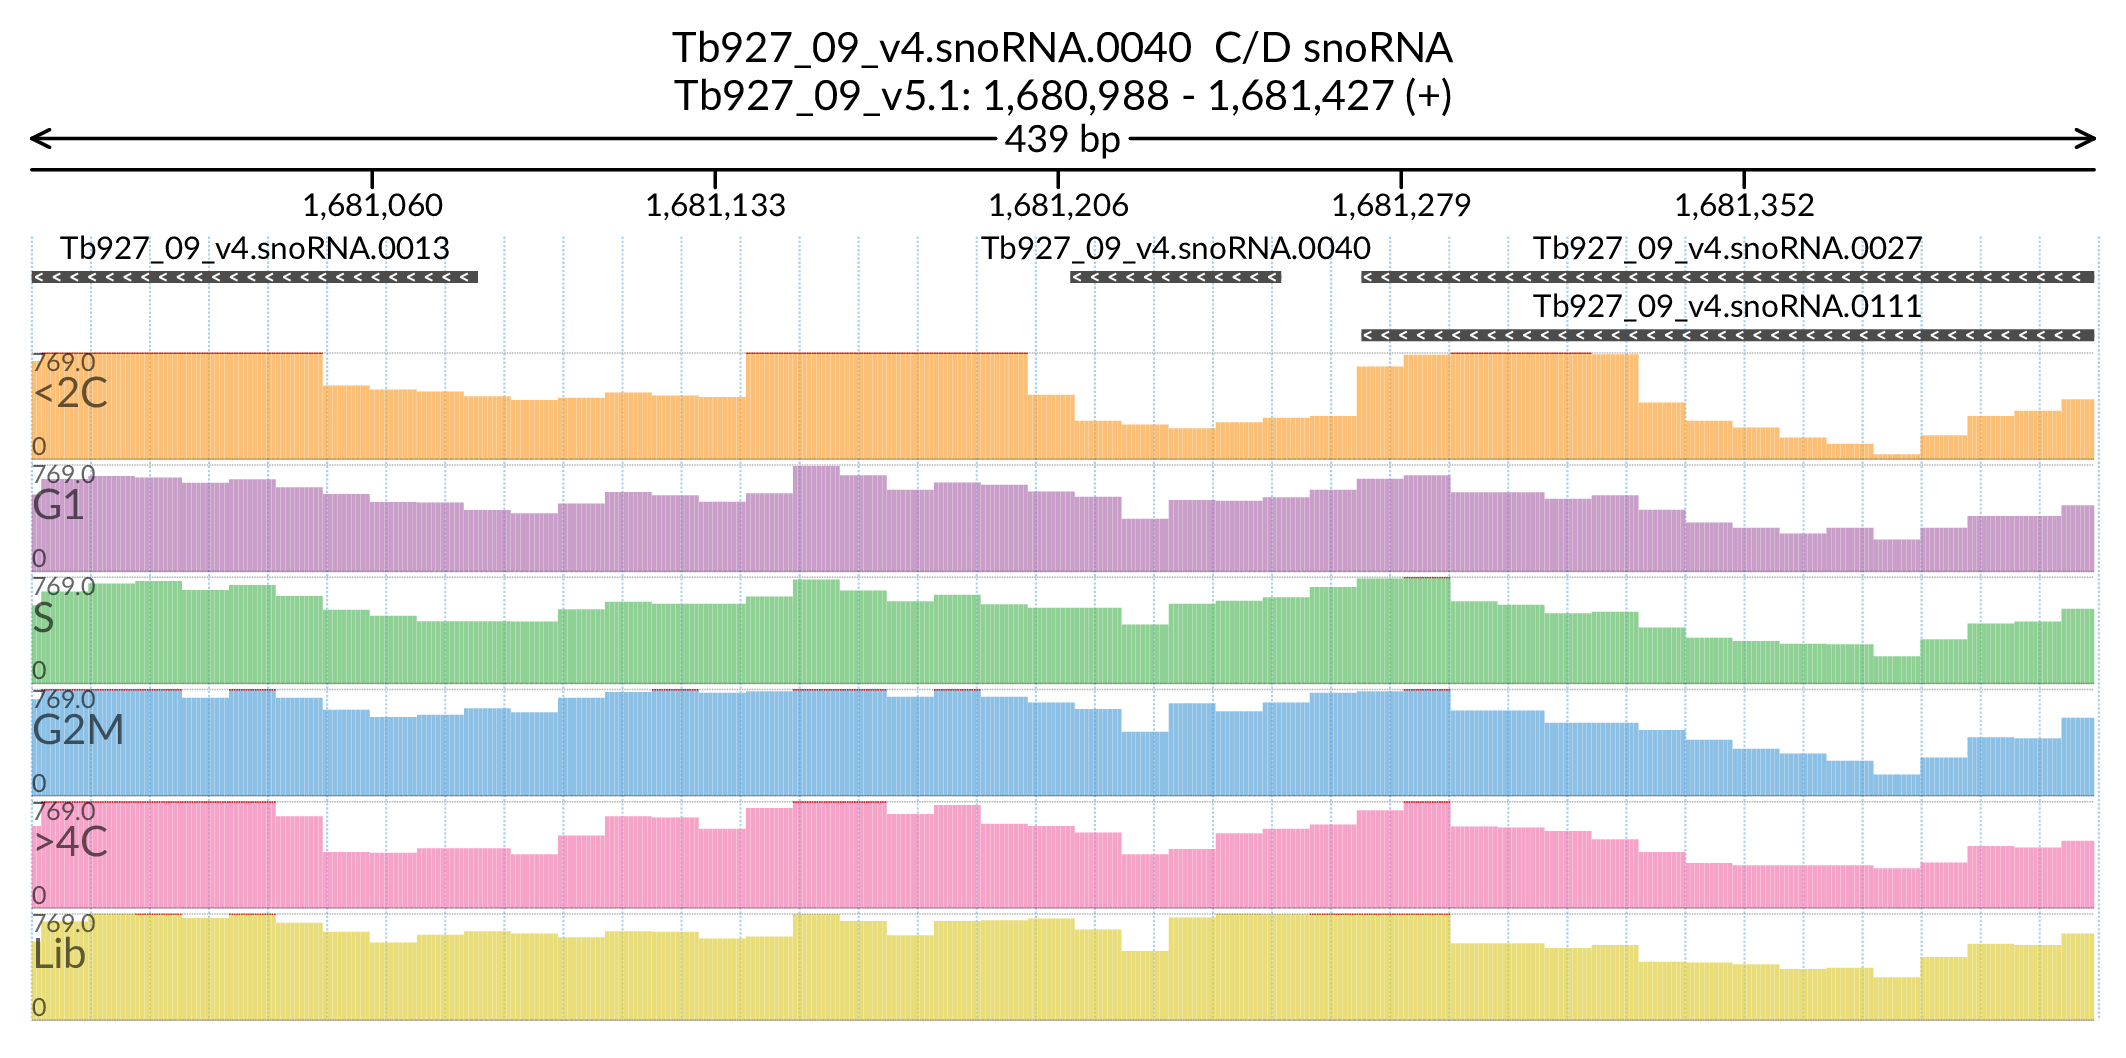 Tb927_09_v4.snoRNA.0040  C/D snoRNA
Tb927_09_v5.1: 1,680,988 - 1,681,427 (+)
439 bp
1,681,060 1,681,133 1,681,206 1,681,279 1,681,352
Tb927_09_v4.snoRNA.0013 Tb927_09_v4.snoRNA.0040 Tb927_09_v4.snoRNA.0027
Tb927_09_v4.snoRNA.0111
769.0
<2C
0
769.0
G1
0
769.0
S
0
769.0
G2M
0
769.0
>4C
0
769.0
Lib
0